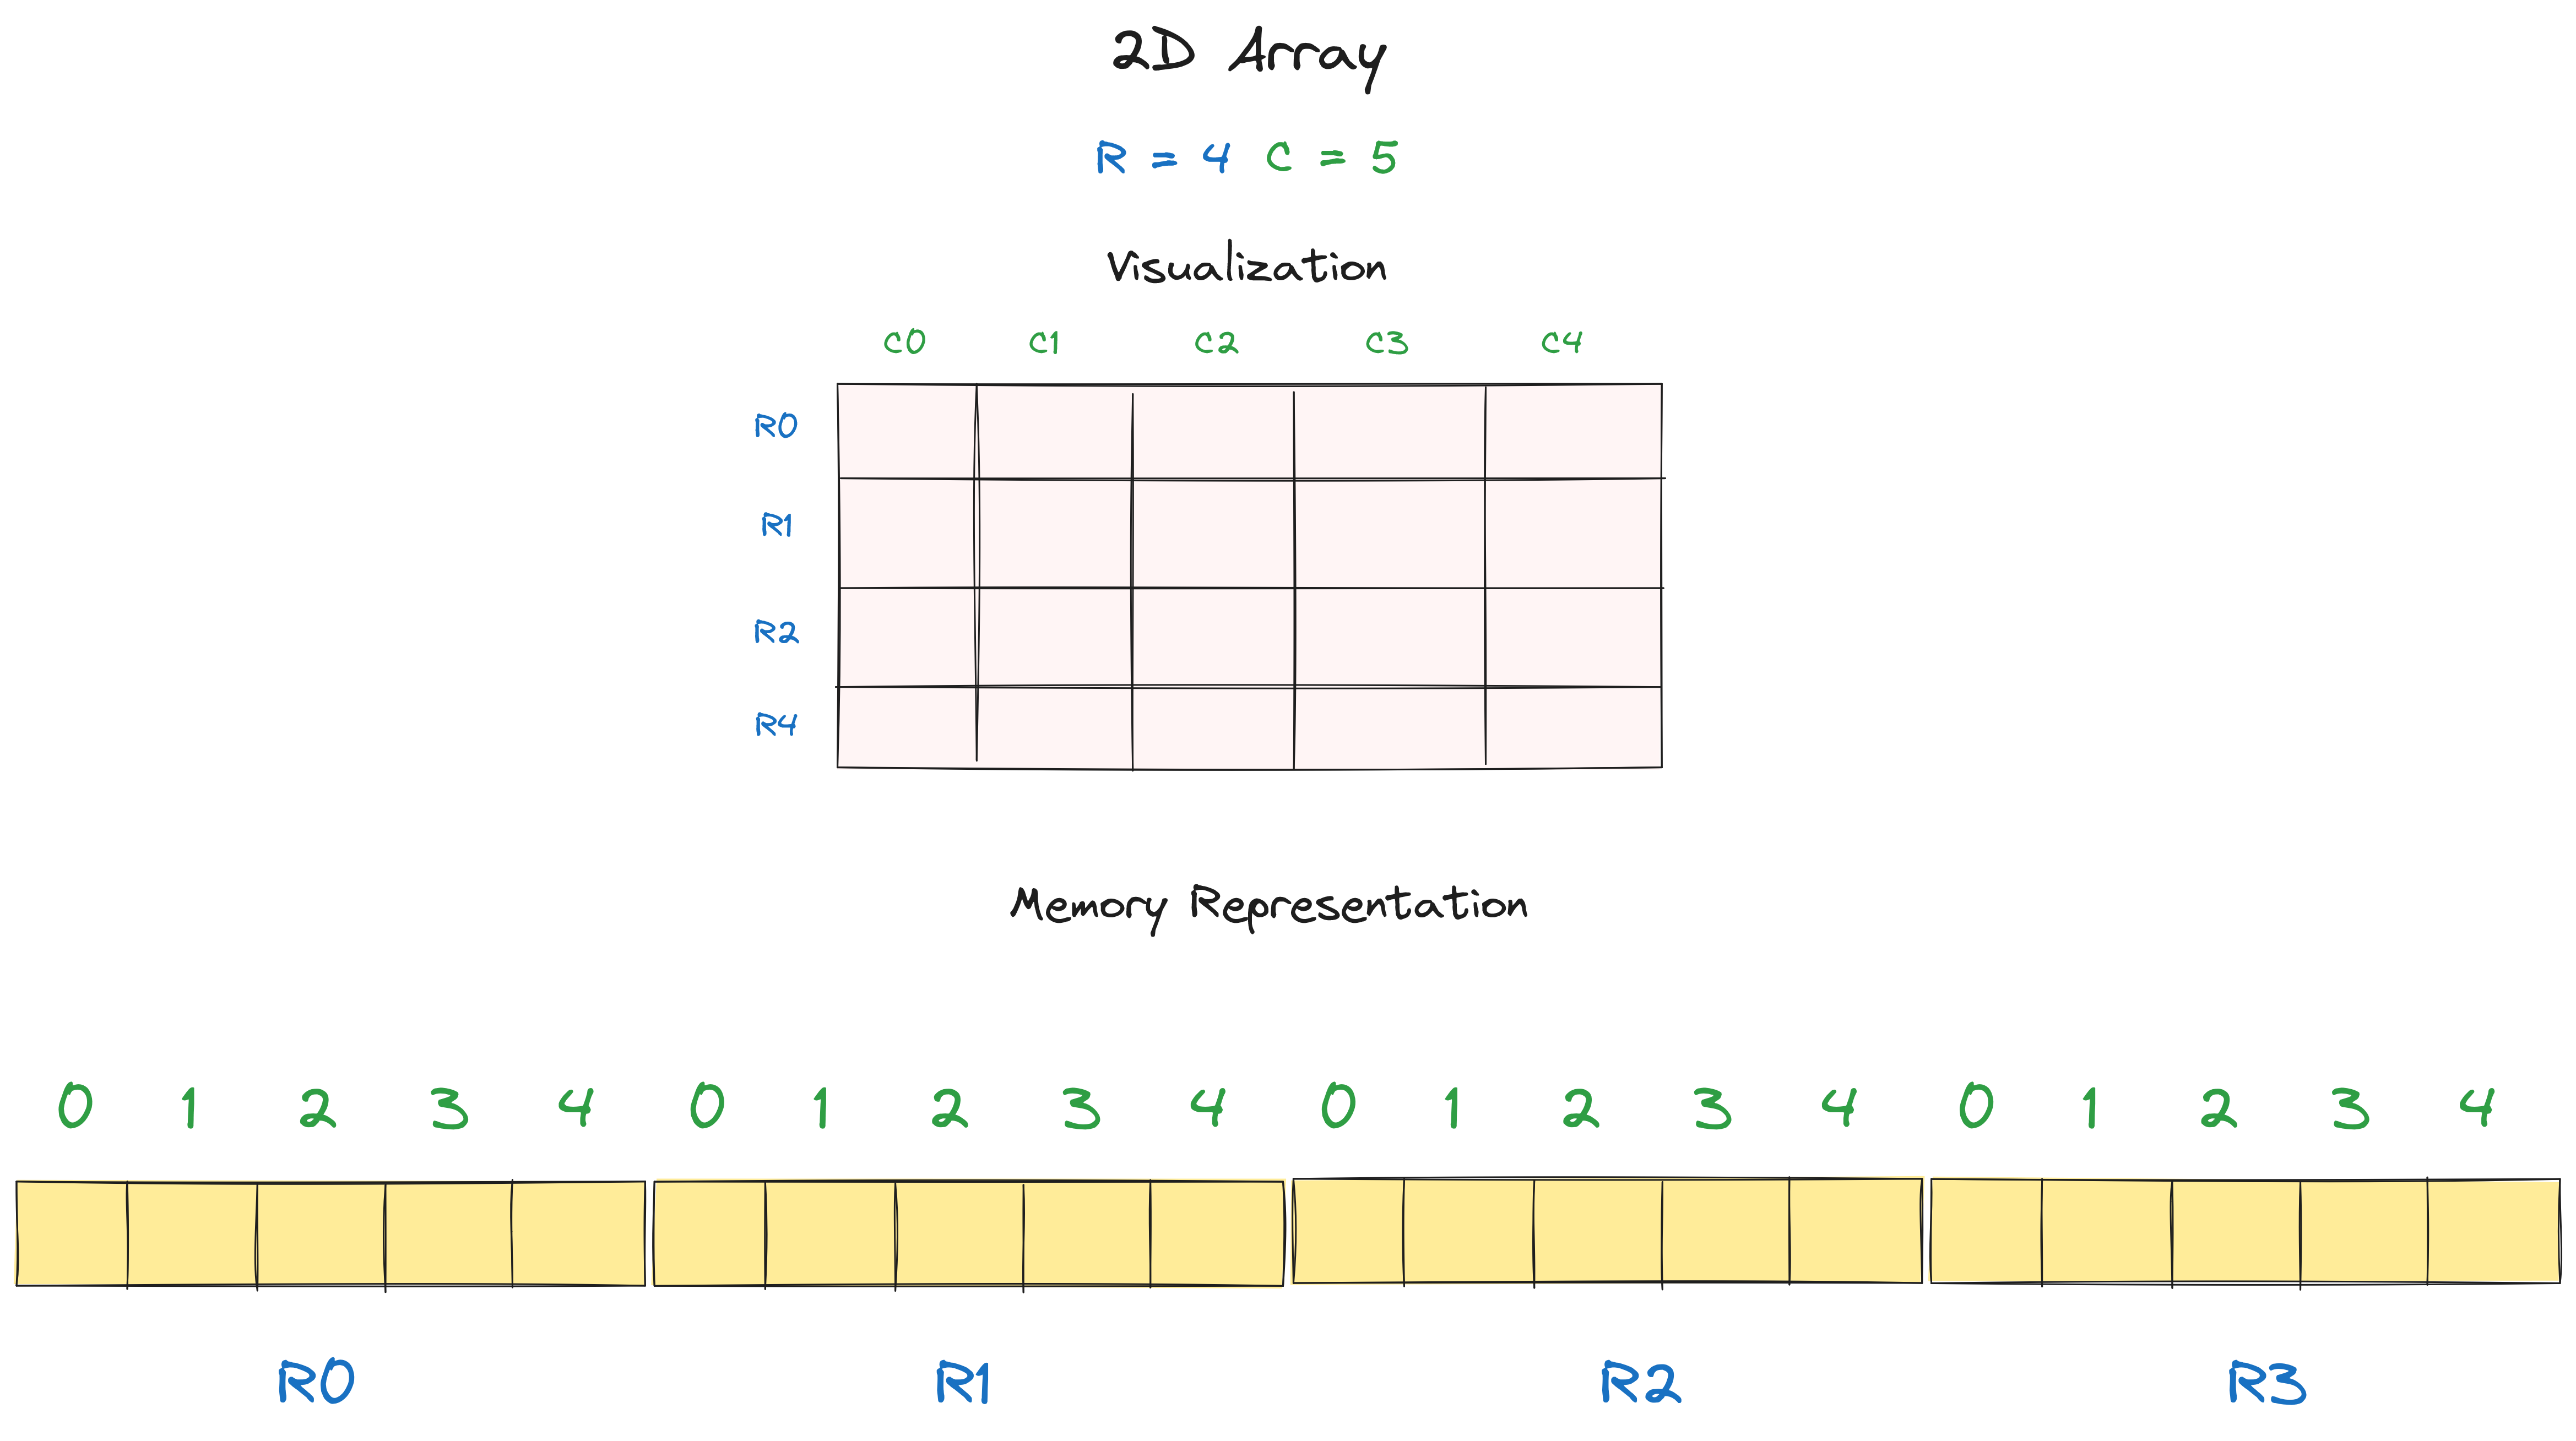 2D Array
R = 4 C = 5
Visualization
C0 C1 C2 C3 C4
R0
R1
R2
R4
Memory Representation
0 1 2 3 4 0 1 2 3 4 0 1 2 3 4 0 1 2 3 4
R0 R1 R2 R3